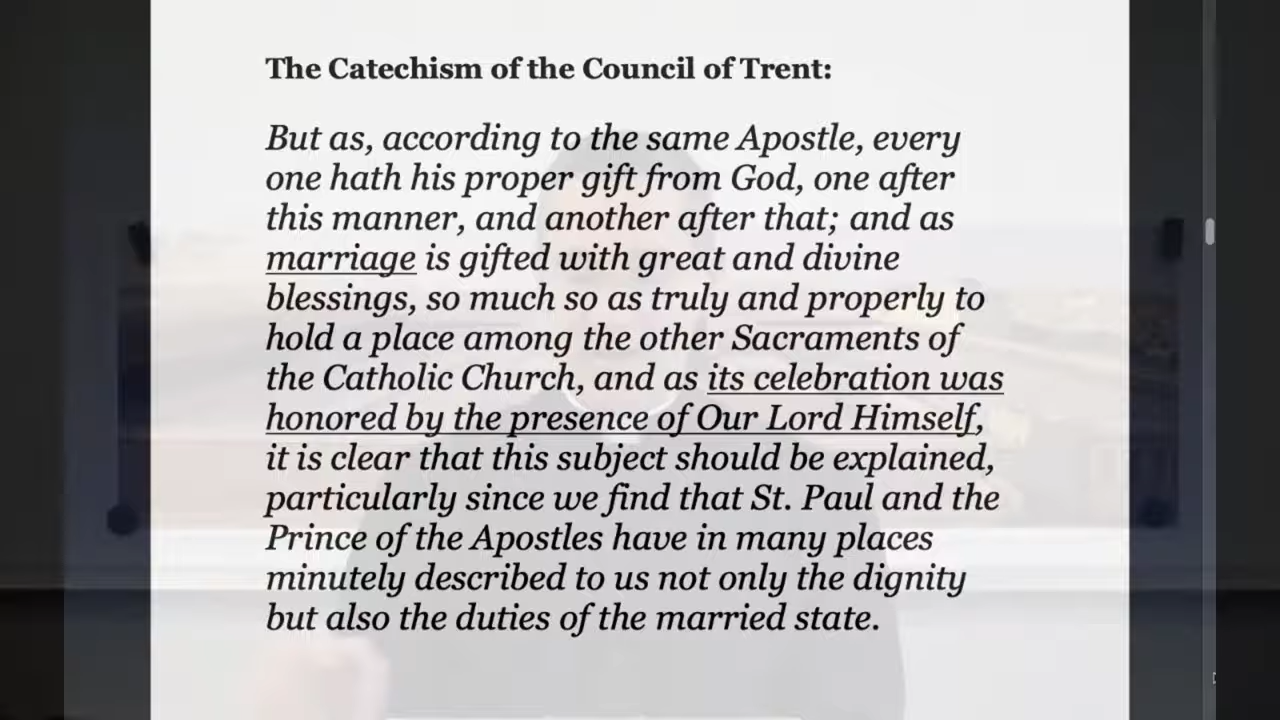 The Catechism of the Council of Trent:
But as, according to the same Apostle, every
one hath his proper gift from God, one after
this manner, and another after that; and as
marriage is gifted with great and divine
blessings, so much so as truly and properly to
hold a place among the other Sacraments of
the Catholic Church, and as its celebration was
honored by the presence of Our Lord Himself,
it is clear that this subject should be explained,
particularly since we find that St. Paul and the
Prince of the Apostles have in many places
minutely described to us not only the dignity
but also the duties of the married state.